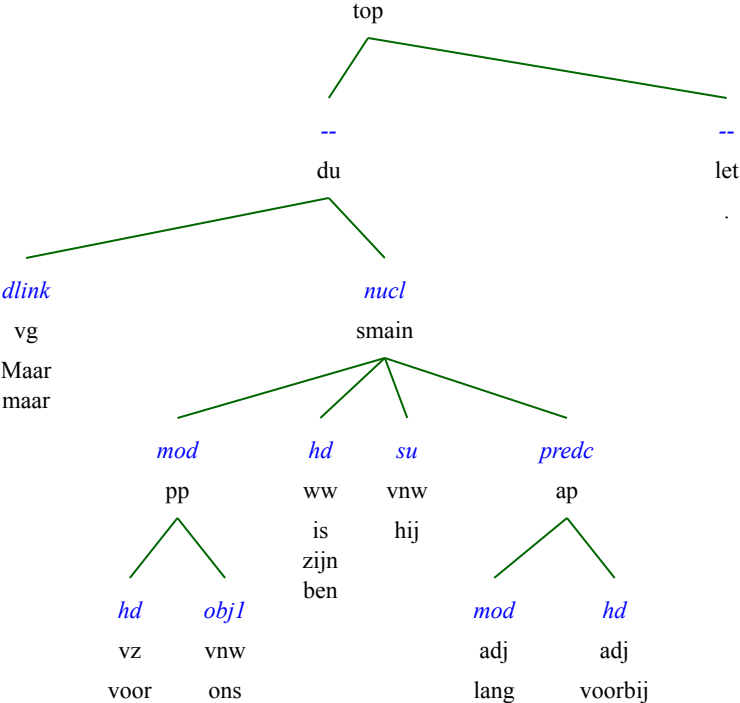 top
-- --
du let
.
dlink nucl
vg smain
Maar
maar
mod hd su predc
pp ww vnw ap
is hij
zijn
ben
hd obj1 mod hd
vz vnw adj adj
voor ons lang voorbij